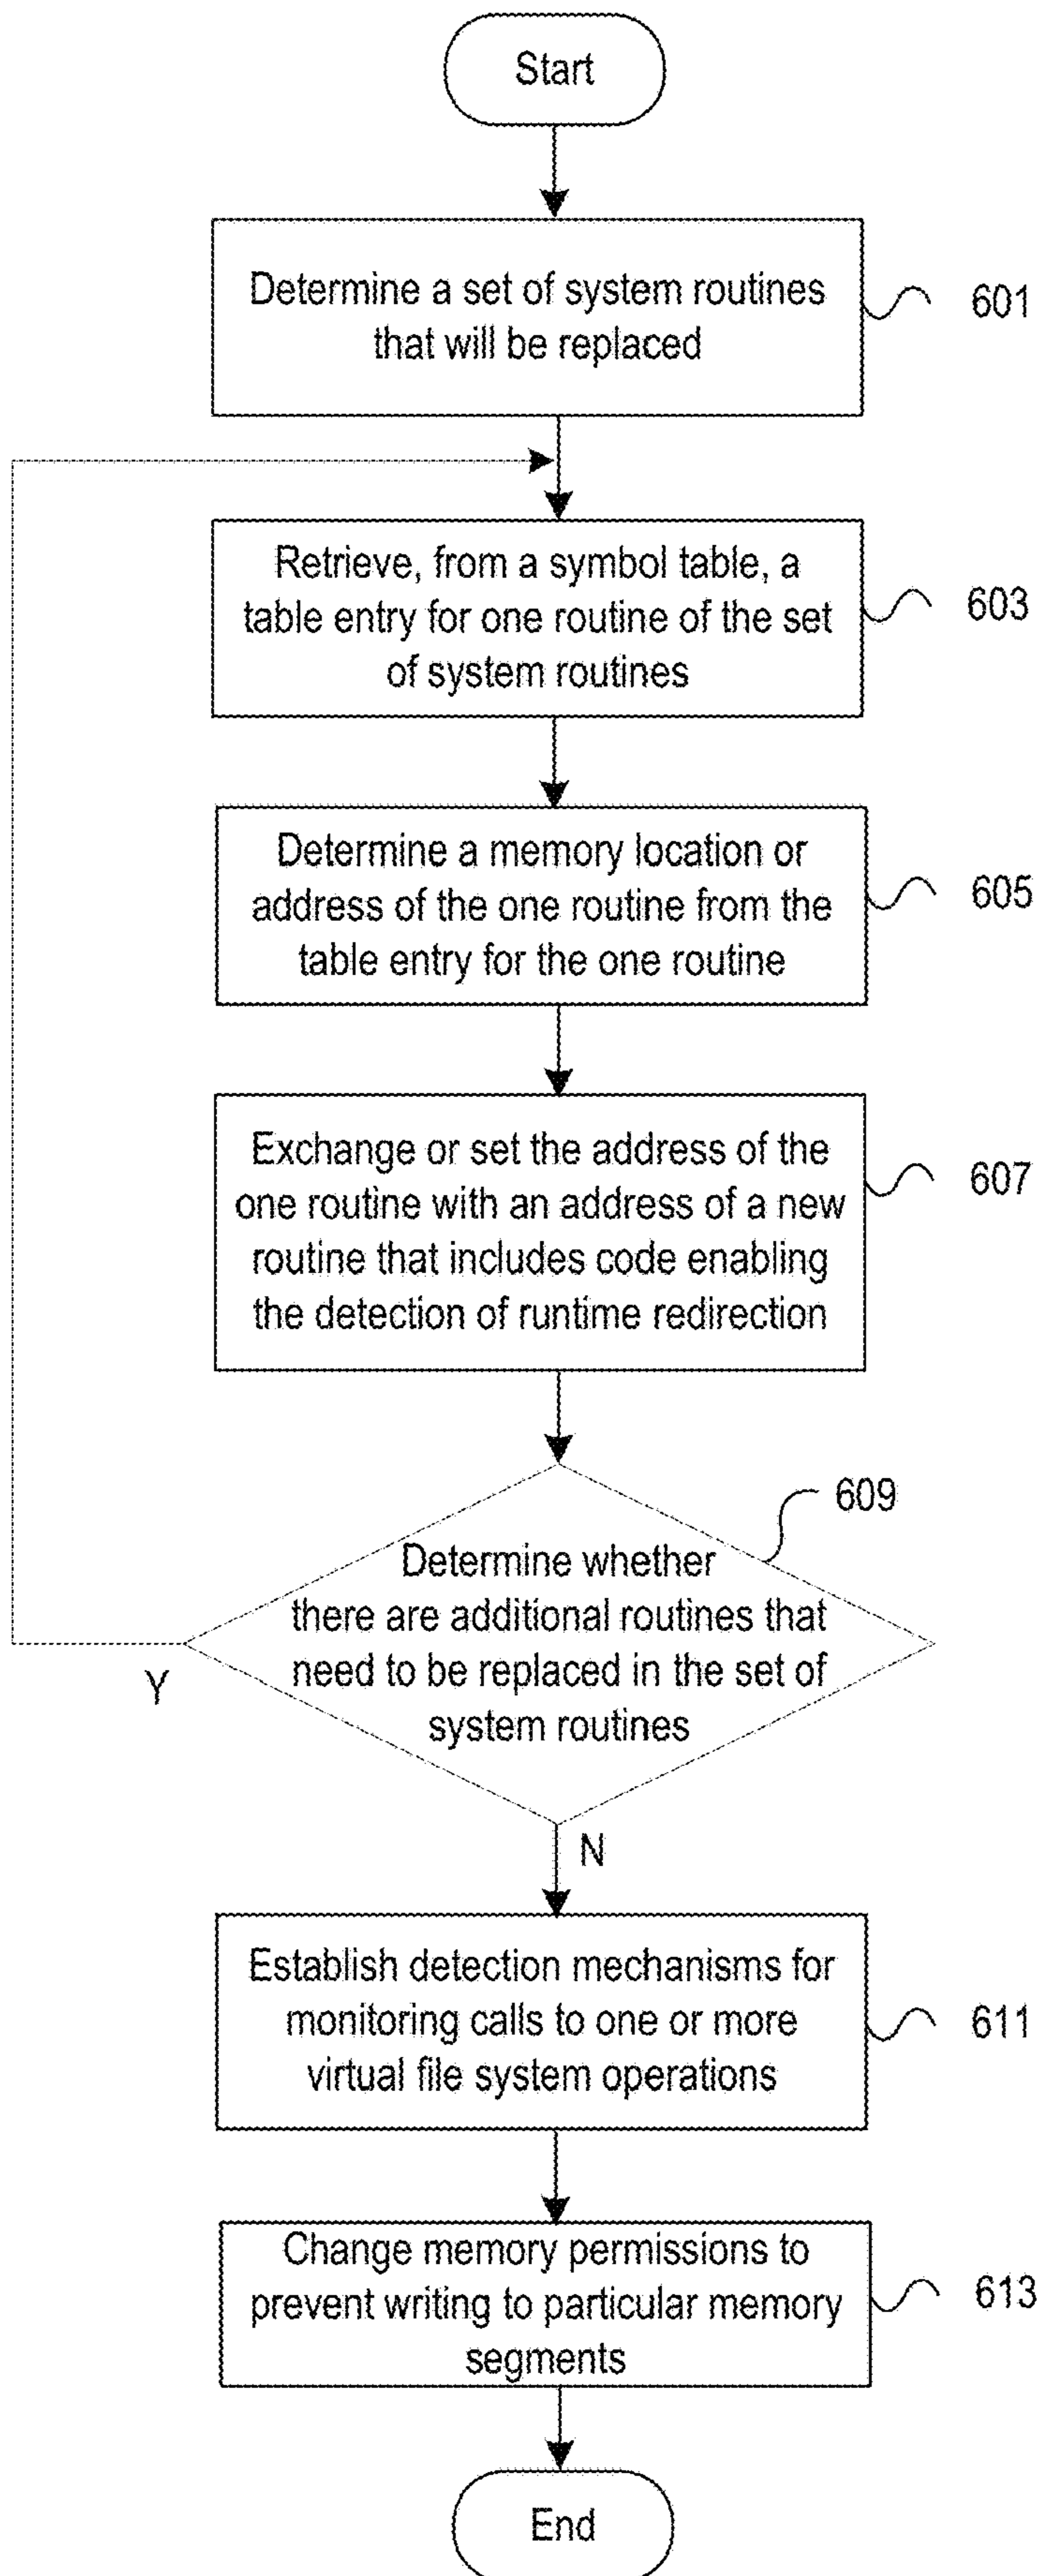 Start
Determine a set of system routines
that will be replaced
601
Retrieve, from a symbol table, a
table entry for one routine of the set
of system routines
603
Determine a memory location or
address of the one routine from the
table entry for the one routine
605
Exchange or set the address of the
one routine with an address of a new
routine that includes code enabling
the detection of runtime redirection
607
609
Determine whether
there are additional routines that
need to be replaced in the set of
system routines
Y
N
Establish detection mechanisms for
monitoring calls to one or more
virtual file system operations
611
Change memory permissions to
prevent writing to particular memory
segments
613
End